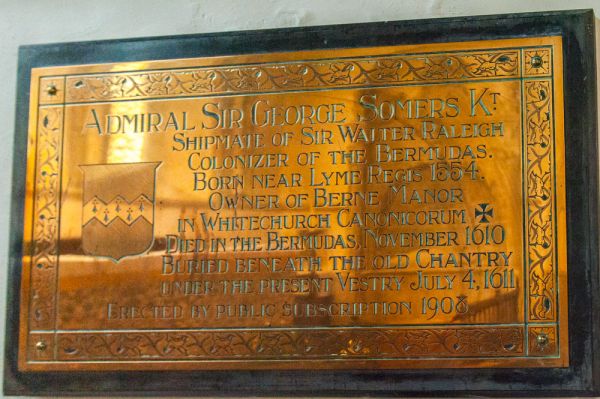 ADMIRAL SIR GEORGE SOMERS KT
SHIPMATE OF SIR WALTER RALEIGH
COLONIZER OF THE BERMUDAS.
BORN NEAR LYME REGIS 1554.
OWNER OF BERNE MANOR
IN WHITECHURCH CANONICORUM ✠
DIED IN THE BERMUDAS, NOVEMBER 1610
BURIED BENEATH THE OLD CHANTRY
UNDER THE PRESENT VESTRY JULY 4, 1611
ERECTED BY PUBLIC SUBSCRIPTION 1908